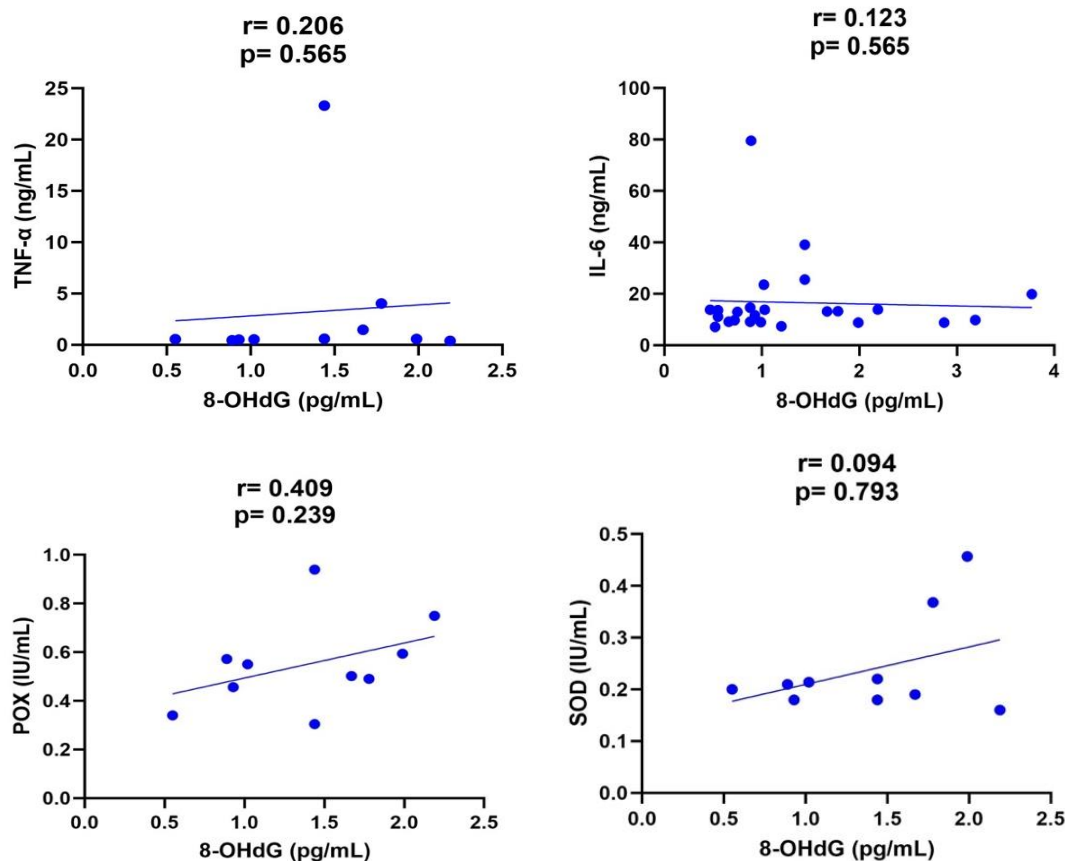 r= 0.206
p= 0.565
25
20
15
10
5
0
TNF-α (ng/mL)
0.0 0.5 1.0 1.5 2.0 2.5
8-OHdG (pg/mL)
r= 0.123
p= 0.565
100
80
60
40
20
0
IL-6 (ng/mL)
0 1 2 3 4
8-OHdG (pg/mL)
r= 0.409
p= 0.239
1.0
0.8
0.6
0.4
0.2
0.0
POX (IU/mL)
0.0 0.5 1.0 1.5 2.0 2.5
8-OHdG (pg/mL)
r= 0.094
p= 0.793
0.5
0.4
0.3
0.2
0.1
0.0
SOD (IU/mL)
0.0 0.5 1.0 1.5 2.0 2.5
8-OHdG (pg/mL)